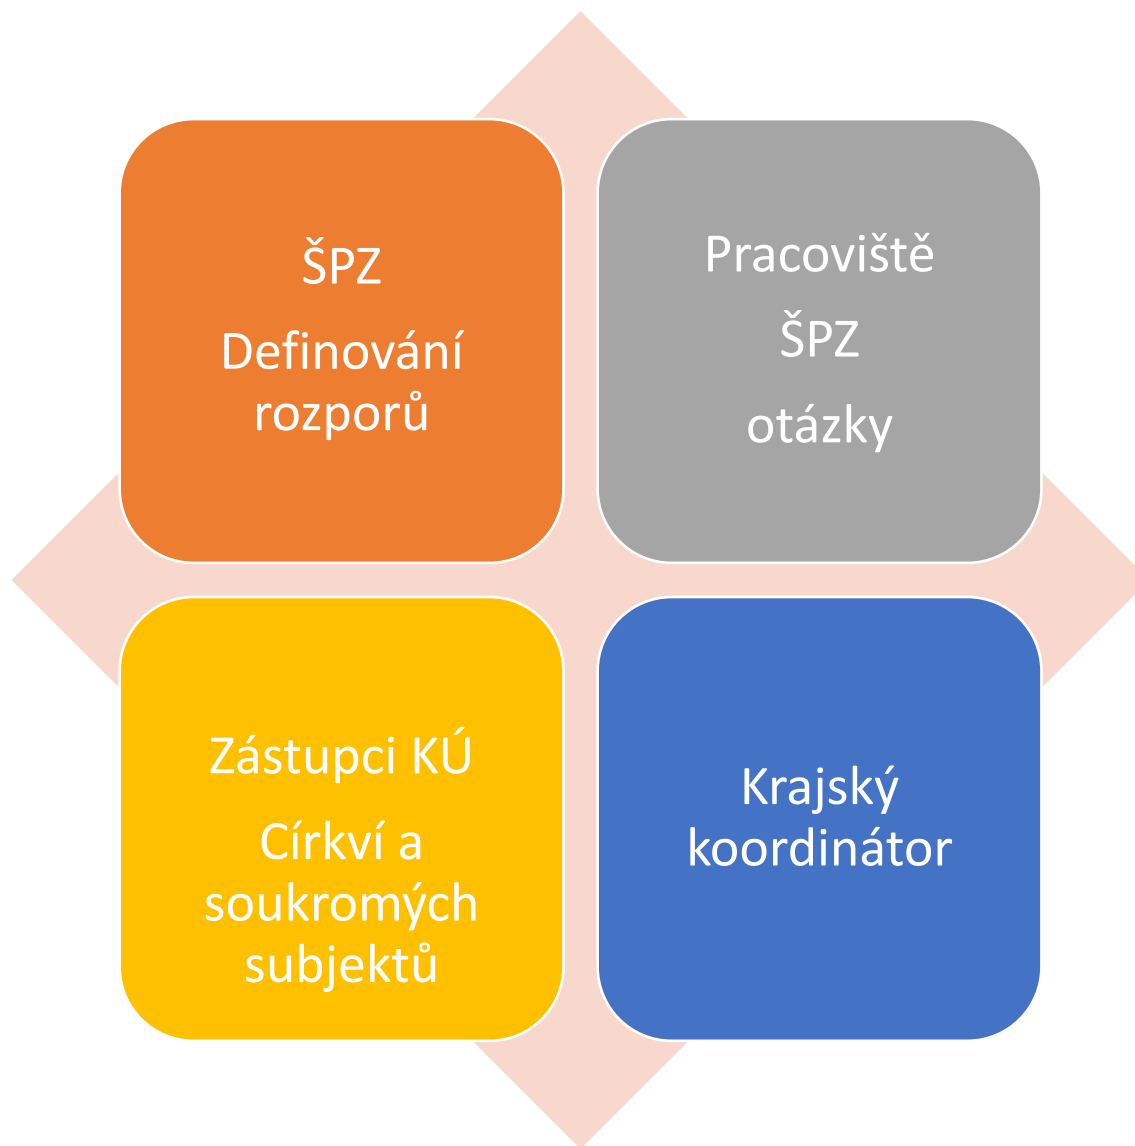 ŠPZ
Definování
rozporů
Pracoviště
ŠPZ
otázky
Zástupci KÚ
Církví a
soukromých
subjektů
Krajský
koordinátor